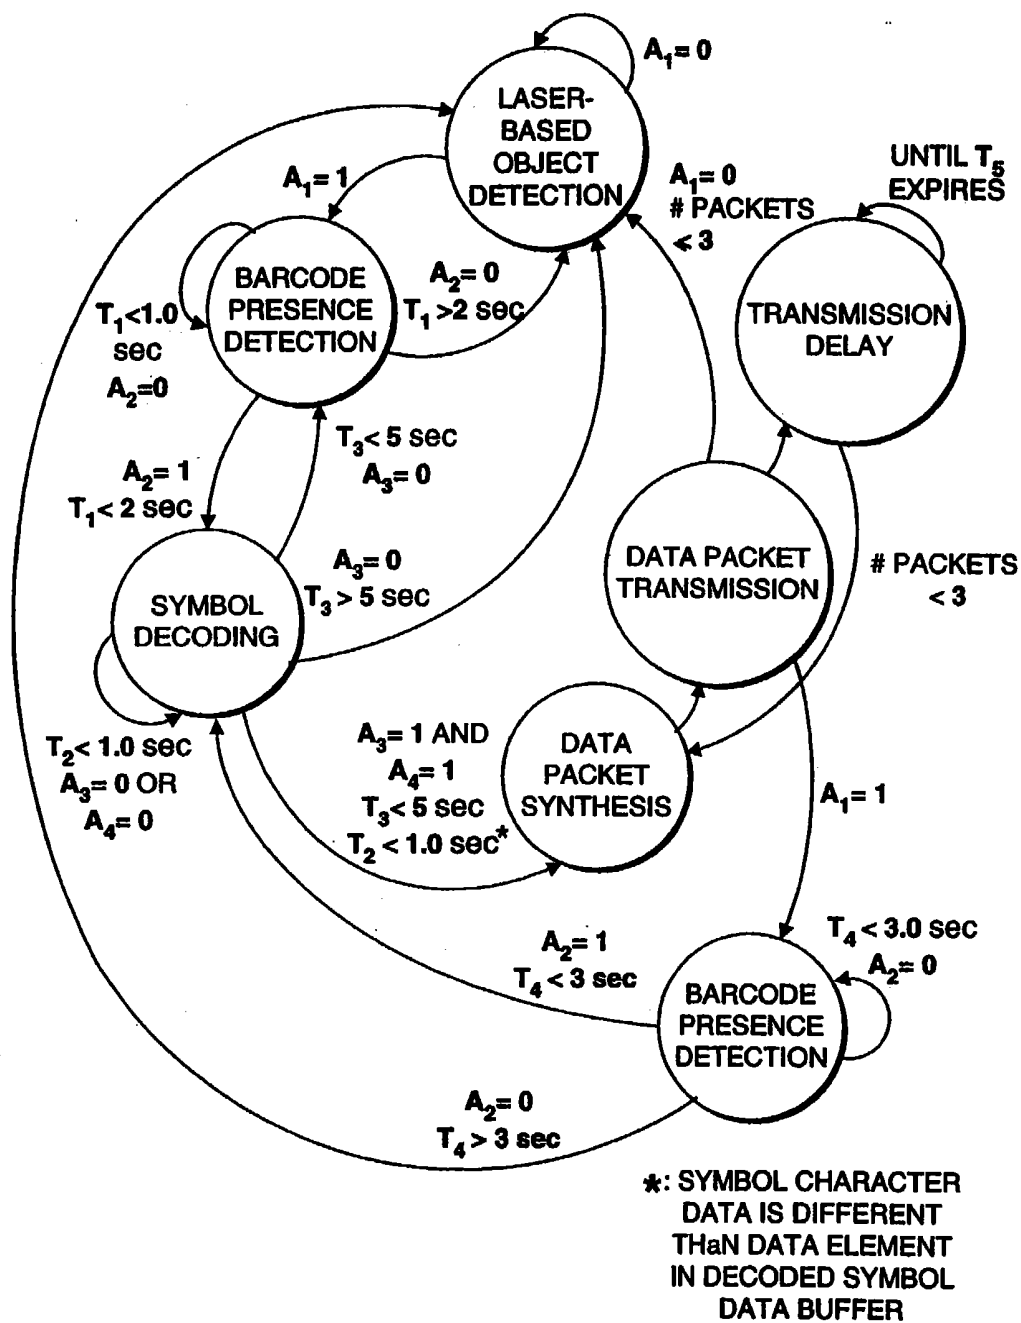 A₁= 0
LASER-
BASED
OBJECT
DETECTION
A₁= 1
A₁= 0
# PACKETS
< 3
UNTIL T₅
EXPIRES
BARCODE
PRESENCE
DETECTION
A₂= 0
T₁ >2 sec
TRANSMISSION
DELAY
T₁<1.0
sec
A₂=0
T₃< 5 sec
A₃= 0
A₂= 1
T₁< 2 sec
A₃= 0
T₃ > 5 sec
DATA PACKET
TRANSMISSION
# PACKETS
< 3
SYMBOL
DECODING
T₂< 1.0 sec
A₃= 0 OR
A₄= 0
A₃= 1 AND
A₄= 1
T₃< 5 sec
T₂ < 1.0 sec*
DATA
PACKET
SYNTHESIS
A₁= 1
T₄ < 3.0 sec
A₂= 0
A₂= 1
T₄ < 3 sec
BARCODE
PRESENCE
DETECTION
A₂= 0
T₄ > 3 sec
*: SYMBOL CHARACTER
DATA IS DIFFERENT
THaN DATA ELEMENT
IN DECODED SYMBOL
DATA BUFFER